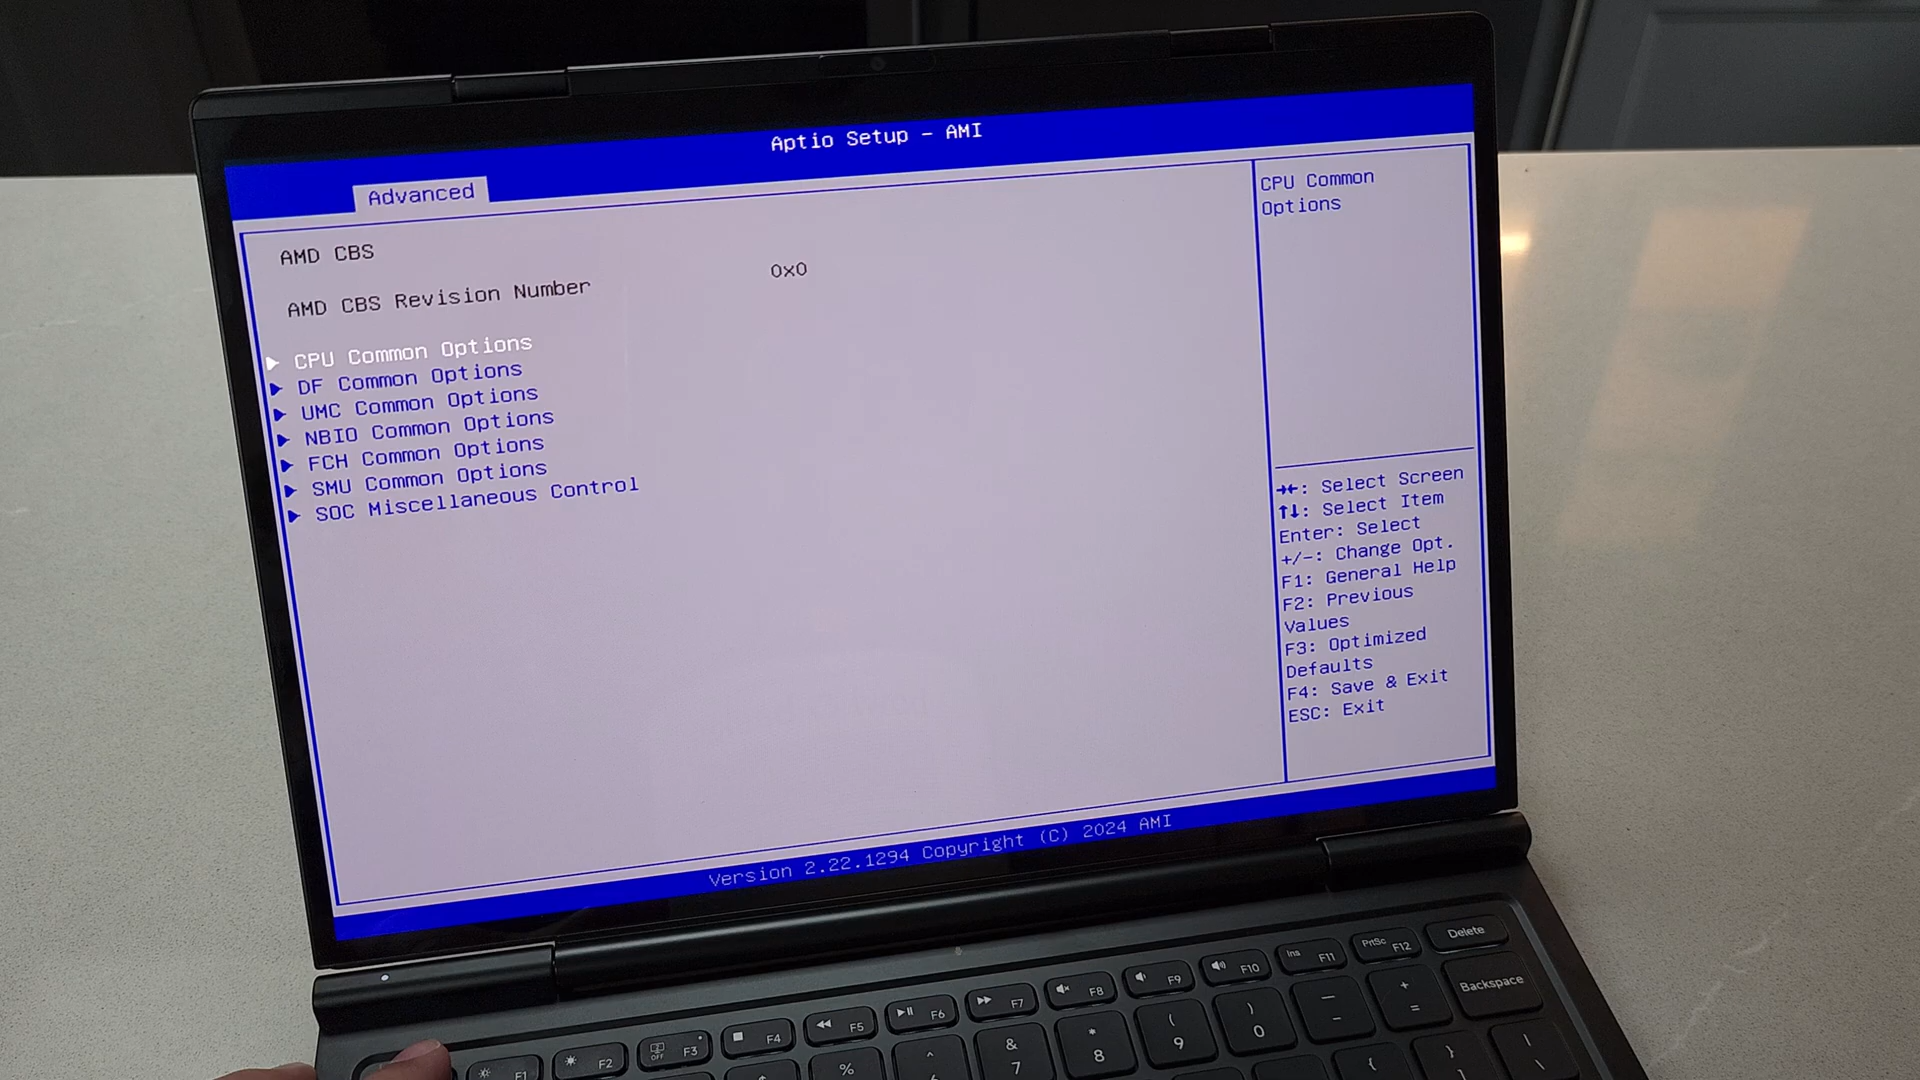 Aptio Setup - AMI
Advanced
AMD CBS
AMD CBS Revision Number 0x0
CPU Common Options
DF Common Options
UMC Common Options
NBIO Common Options
FCH Common Options
SMU Common Options
SOC Miscellaneous Control
CPU Common
Options
→←: Select Screen
↑↓: Select Item
Enter: Select
+/-: Change Opt.
F1: General Help
F2: Previous
Values
F3: Optimized
Defaults
F4: Save & Exit
ESC: Exit
Version 2.22.1294 Copyright (C) 2024 AMI
F1 F2 OFF F3 F4 F5 F6 F7 F8 F9 F10 Ins F11 PrtSc F12 Delete
% ^ & 7 * 8 ( 9 ) 0 — - + = Backspace
{ } | \